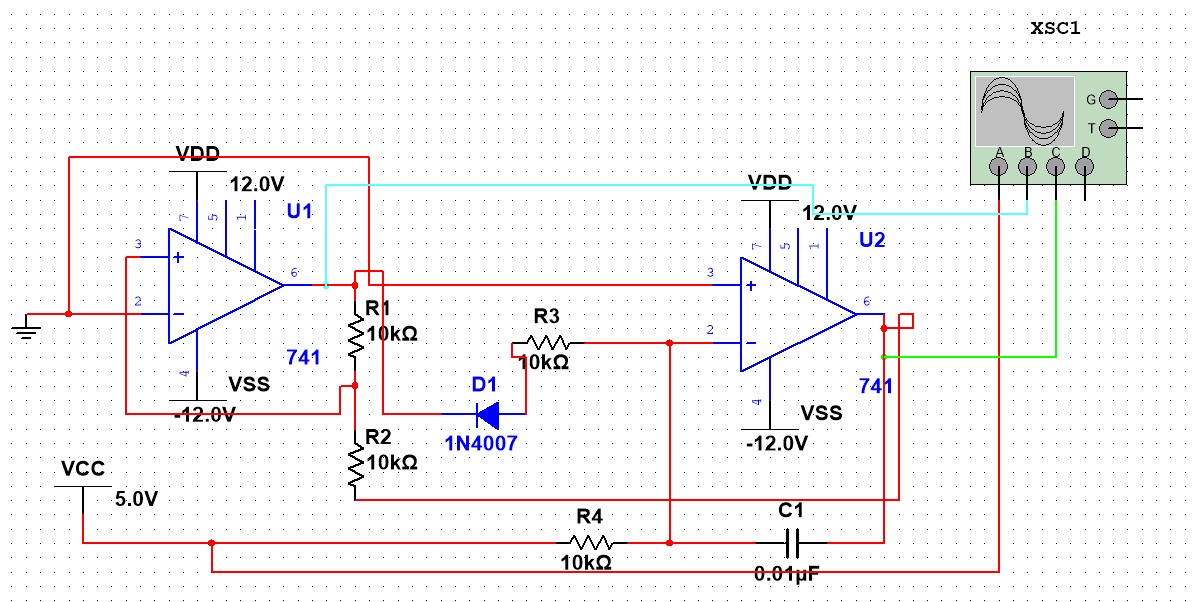 XSC1
G
T
A B C D
VDD
12.0V
U1
7 5 1
3
2
6
4
741
VSS
-12.0V
VDD
12.0V
U2
7 5 1
3
2
6
4
741
VSS
-12.0V
R1
10kΩ
R3
10kΩ
D1
1N4007
R2
10kΩ
VCC
5.0V
R4
10kΩ
C1
0.01µF